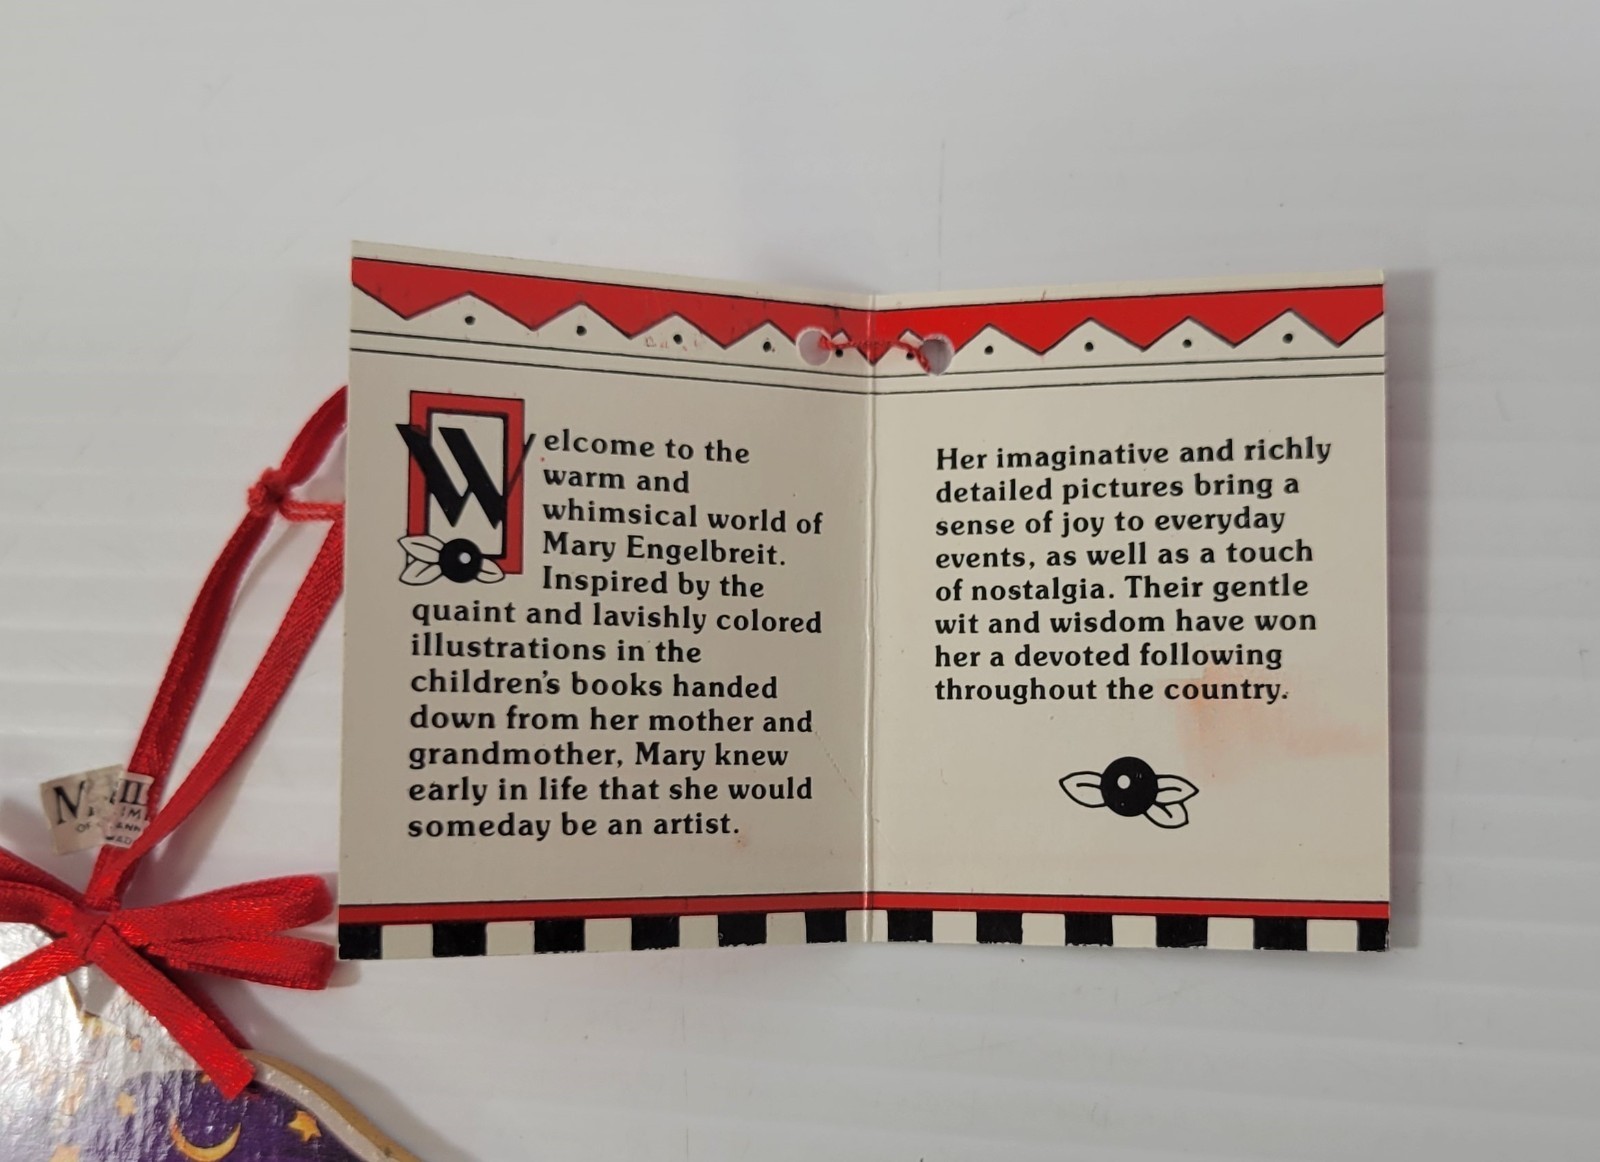 Welcome to the
warm and
whimsical world of
Mary Engelbreit.
Inspired by the
quaint and lavishly colored
illustrations in the
children's books handed
down from her mother and
grandmother, Mary knew
early in life that she would
someday be an artist.
Her imaginative and richly
detailed pictures bring a
sense of joy to everyday
events, as well as a touch
of nostalgia. Their gentle
wit and wisdom have won
her a devoted following
throughout the country.